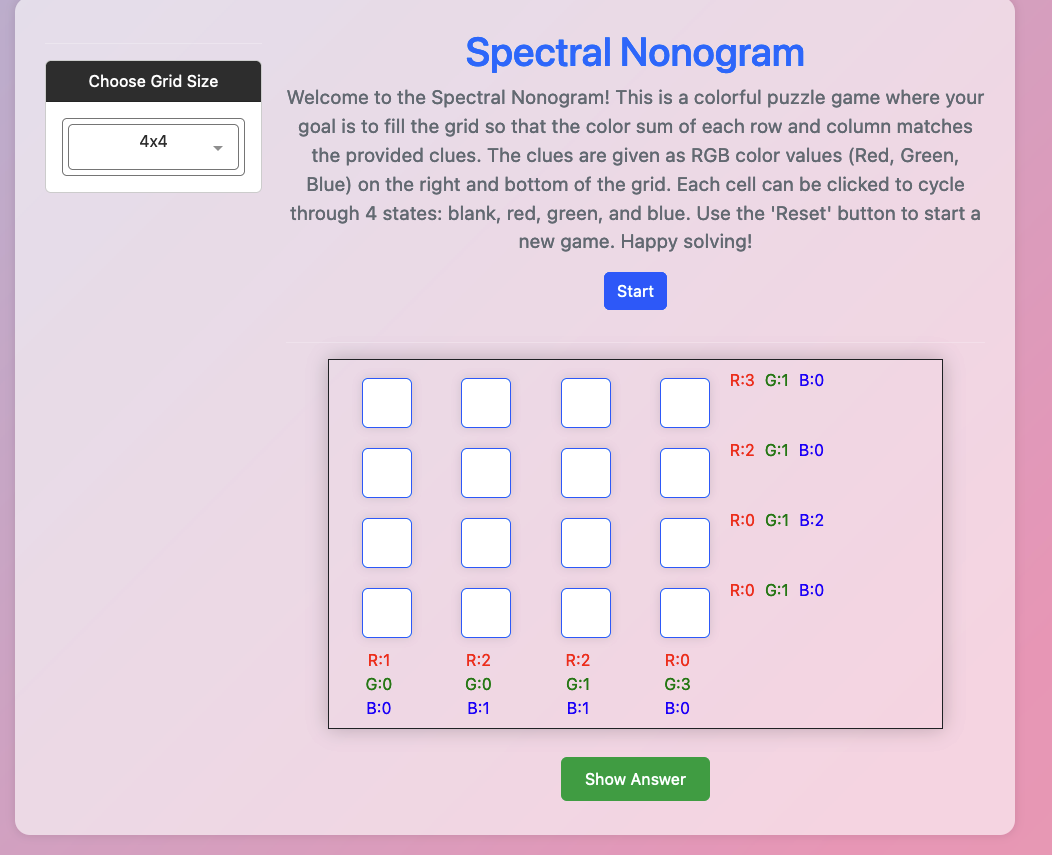 Choose Grid Size
4x4
Spectral Nonogram
Welcome to the Spectral Nonogram! This is a colorful puzzle game where your
goal is to fill the grid so that the color sum of each row and column matches
the provided clues. The clues are given as RGB color values (Red, Green,
Blue) on the right and bottom of the grid. Each cell can be clicked to cycle
through 4 states: blank, red, green, and blue. Use the 'Reset' button to start a
new game. Happy solving!
Start
R:3 G:1 B:0
R:2 G:1 B:0
R:0 G:1 B:2
R:0 G:1 B:0
R:1 R:2 R:2 R:0
G:0 G:0 G:1 G:3
B:0 B:1 B:1 B:0
Show Answer